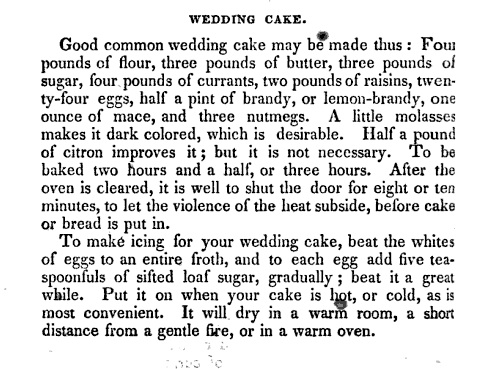 WEDDING CAKE.
Good common wedding cake may be made thus: Four
pounds of flour, three pounds of butter, three pounds of
sugar, four pounds of currants, two pounds of raisins, twen-
ty-four eggs, half a pint of brandy, or lemon-brandy, one
ounce of mace, and three nutmegs. A little molasses
makes it dark colored, which is desirable. Half a pound
of citron improves it; but it is not necessary. To be
baked two hours and a half, or three hours. After the
oven is cleared, it is well to shut the door for eight or ten
minutes, to let the violence of the heat subside, before cake
or bread is put in.
To make icing for your wedding cake, beat the whites
of eggs to an entire froth, and to each egg add five tea-
spoonfuls of sifted loaf sugar, gradually; beat it a great
while. Put it on when your cake is hot, or cold, as is
most convenient. It will dry in a warm room, a short
distance from a gentle fire, or in a warm oven.